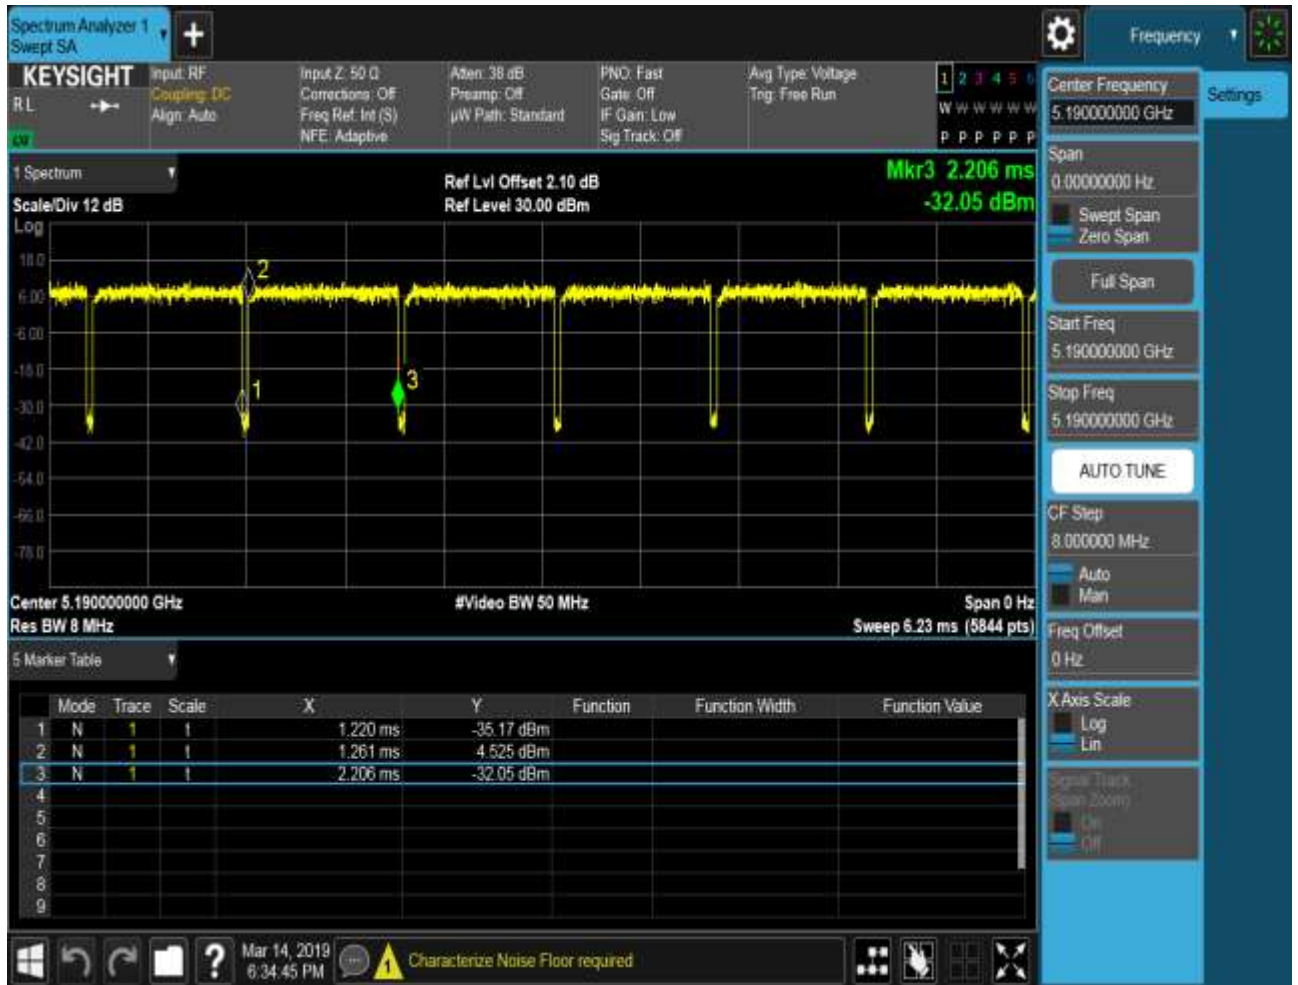 Spectrum Analyzer 1
Swept SA
+
Frequency
KEYSIGHT
RL
Input: RF
Coupling: DC
Align: Auto
Input Z: 50 Ω
Corrections: Off
Freq Ref: Int (S)
NFE: Adaptive
Atten: 38 dB
Preamp: Off
µW Path: Standard
PNO: Fast
Gate: Off
IF Gain: Low
Sig Track: Off
Avg Type: Voltage
Trig: Free Run
1 2 3 4 5 6
W W W W W W
P P P P P P
Center Frequency
5.190000000 GHz
Settings
1 Spectrum
Scale/Div 12 dB
Ref Lvl Offset 2.10 dB
Ref Level 30.00 dBm
Mkr3 2.206 ms
-32.05 dBm
Log
18.0
6.00
-6.00
-18.0
-30.0
-42.0
-54.0
-66.0
-78.0
2
1
3
Center 5.190000000 GHz
#Video BW 50 MHz
Span 0 Hz
Res BW 8 MHz
Sweep 6.23 ms (5844 pts)
Span
0.00000000 Hz
Swept Span
Zero Span
Full Span
Start Freq
5.190000000 GHz
Stop Freq
5.190000000 GHz
AUTO TUNE
CF Step
8.000000 MHz
Auto
Man
Freq Offset
0 Hz
X Axis Scale
Log
Lin
Signal Track
(Span Zoom)
On
Off
5 Marker Table
Mode Trace Scale X Y Function Function Width Function Value
1 N 1 t 1.220 ms -35.17 dBm
2 N 1 t 1.261 ms 4.525 dBm
3 N 1 t 2.206 ms -32.05 dBm
4
5
6
7
8
9
?
Mar 14, 2019
6:34:45 PM
1
Characterize Noise Floor required